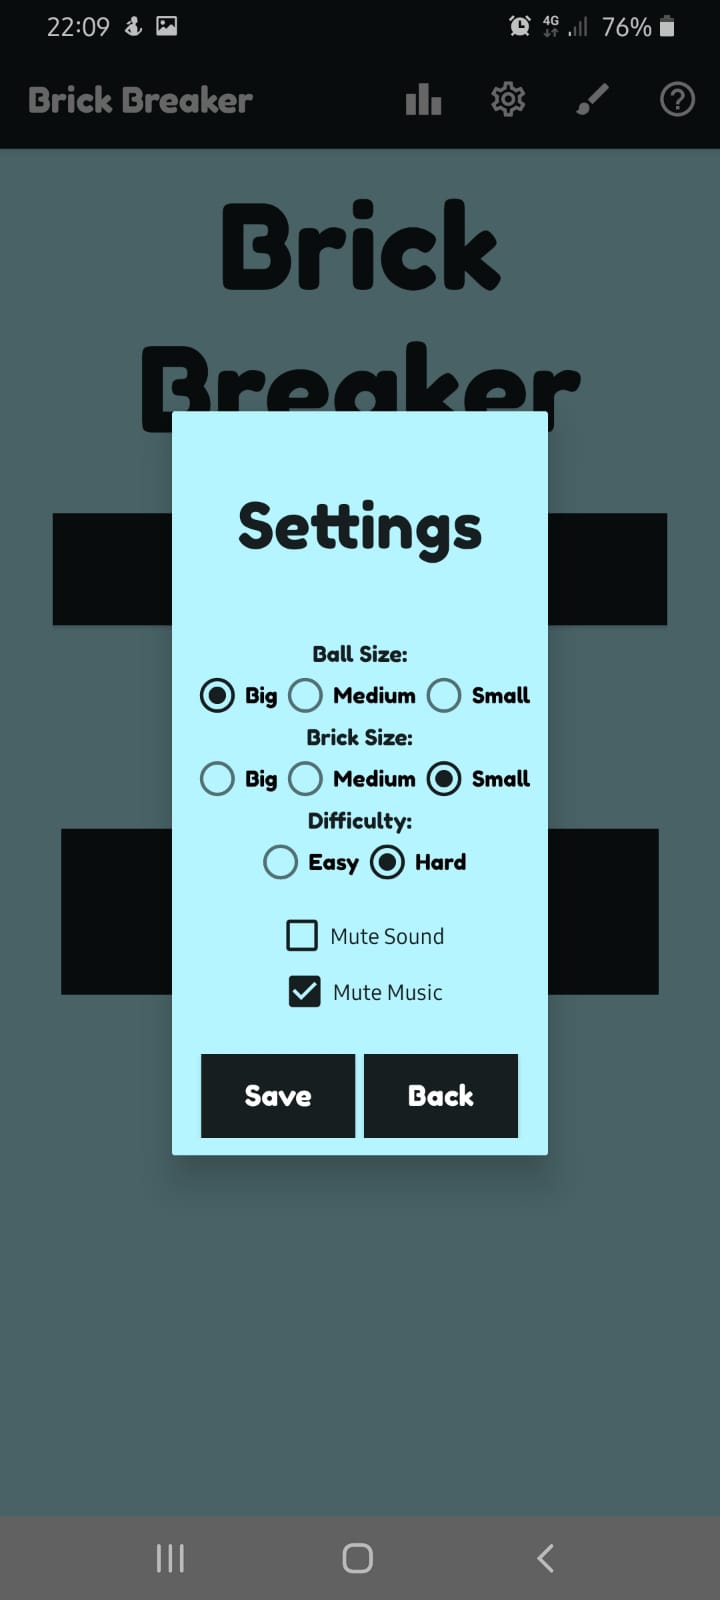 22:09 4G 76%
Brick Breaker
Brick
Breaker
Settings
Ball Size:
Big Medium Small
Brick Size:
Big Medium Small
Difficulty:
Easy Hard
Mute Sound
Mute Music
Save Back